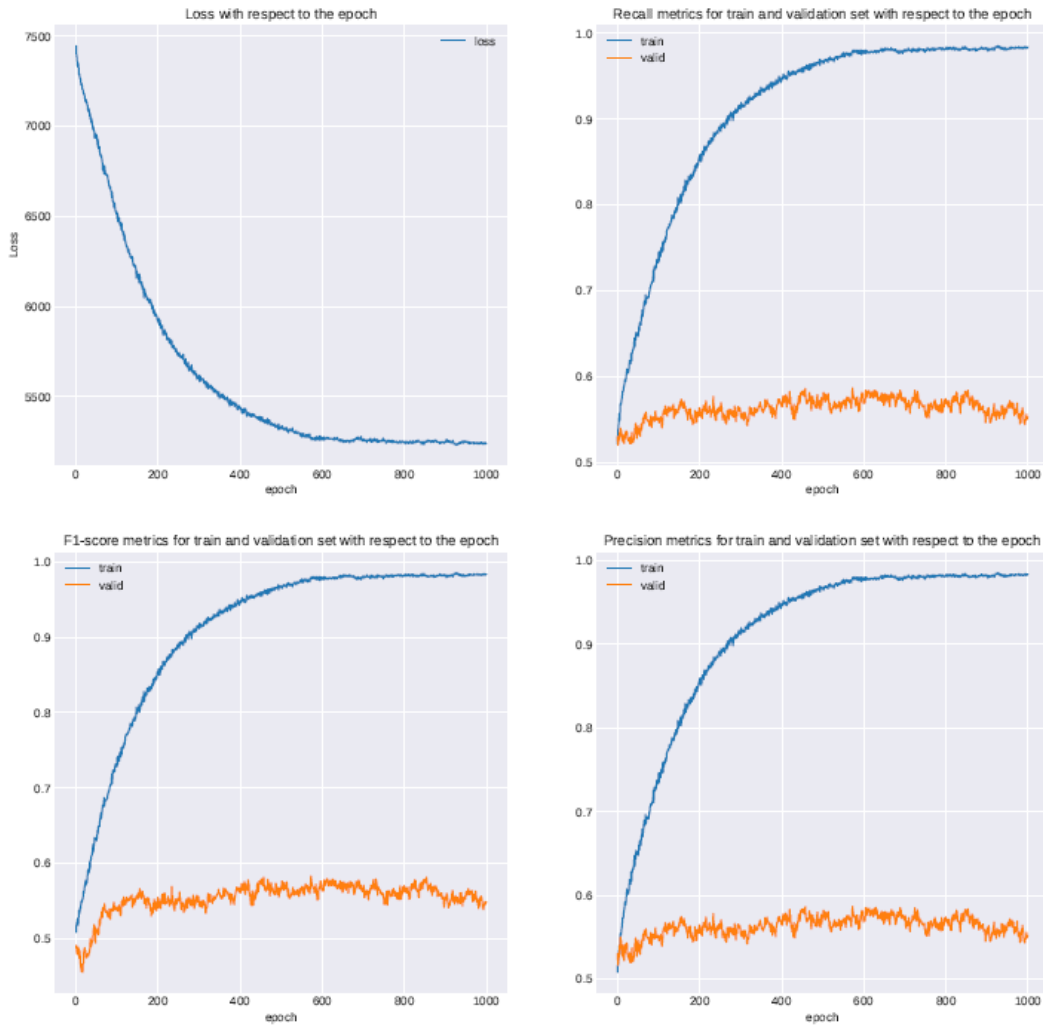 Loss with respect to the epoch
7500
7000
6500
6000
5500
Loss
loss
0 200 400 600 800 1000
epoch
Recall metrics for train and validation set with respect to the epoch
1.0
0.9
0.8
0.7
0.6
0.5
train
valid
0 200 400 600 800 1000
epoch
F1-score metrics for train and validation set with respect to the epoch
1.0
0.9
0.8
0.7
0.6
0.5
train
valid
0 200 400 600 800 1000
epoch
Precision metrics for train and validation set with respect to the epoch
1.0
0.9
0.8
0.7
0.6
0.5
train
valid
0 200 400 600 800 1000
epoch